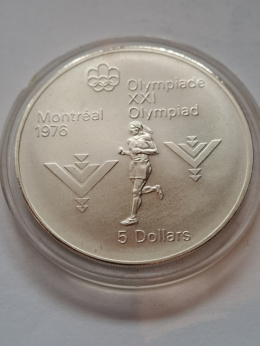 Olympiade
XXI
Olympiad
Montréal
1976
5 Dollars